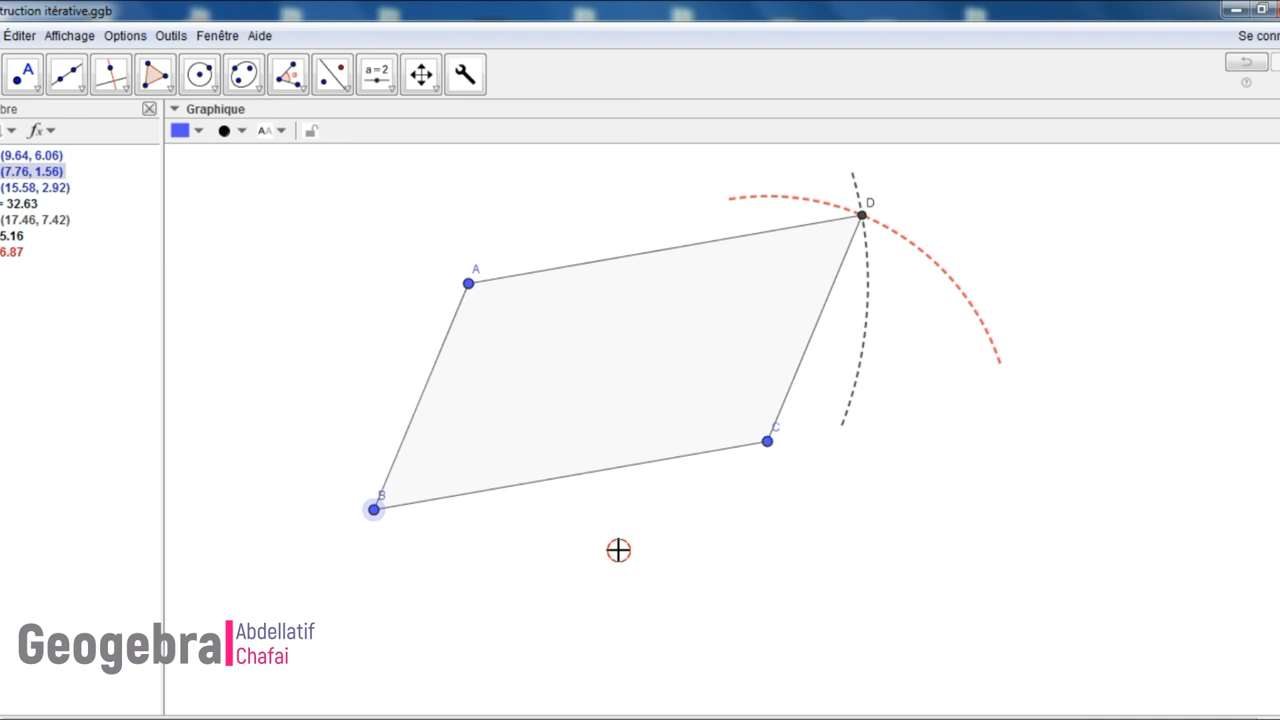 truction itérative.ggb
Éditer Affichage Options Outils Fenêtre Aide
Se conn
A
a=2
bre
Graphique
fx
AA
(9.64, 6.06)
(7.76, 1.56)
(15.58, 2.92)
= 32.63
(17.46, 7.42)
5.16
6.87
D
A
C
B
Geogebra
Abdellatif
Chafai